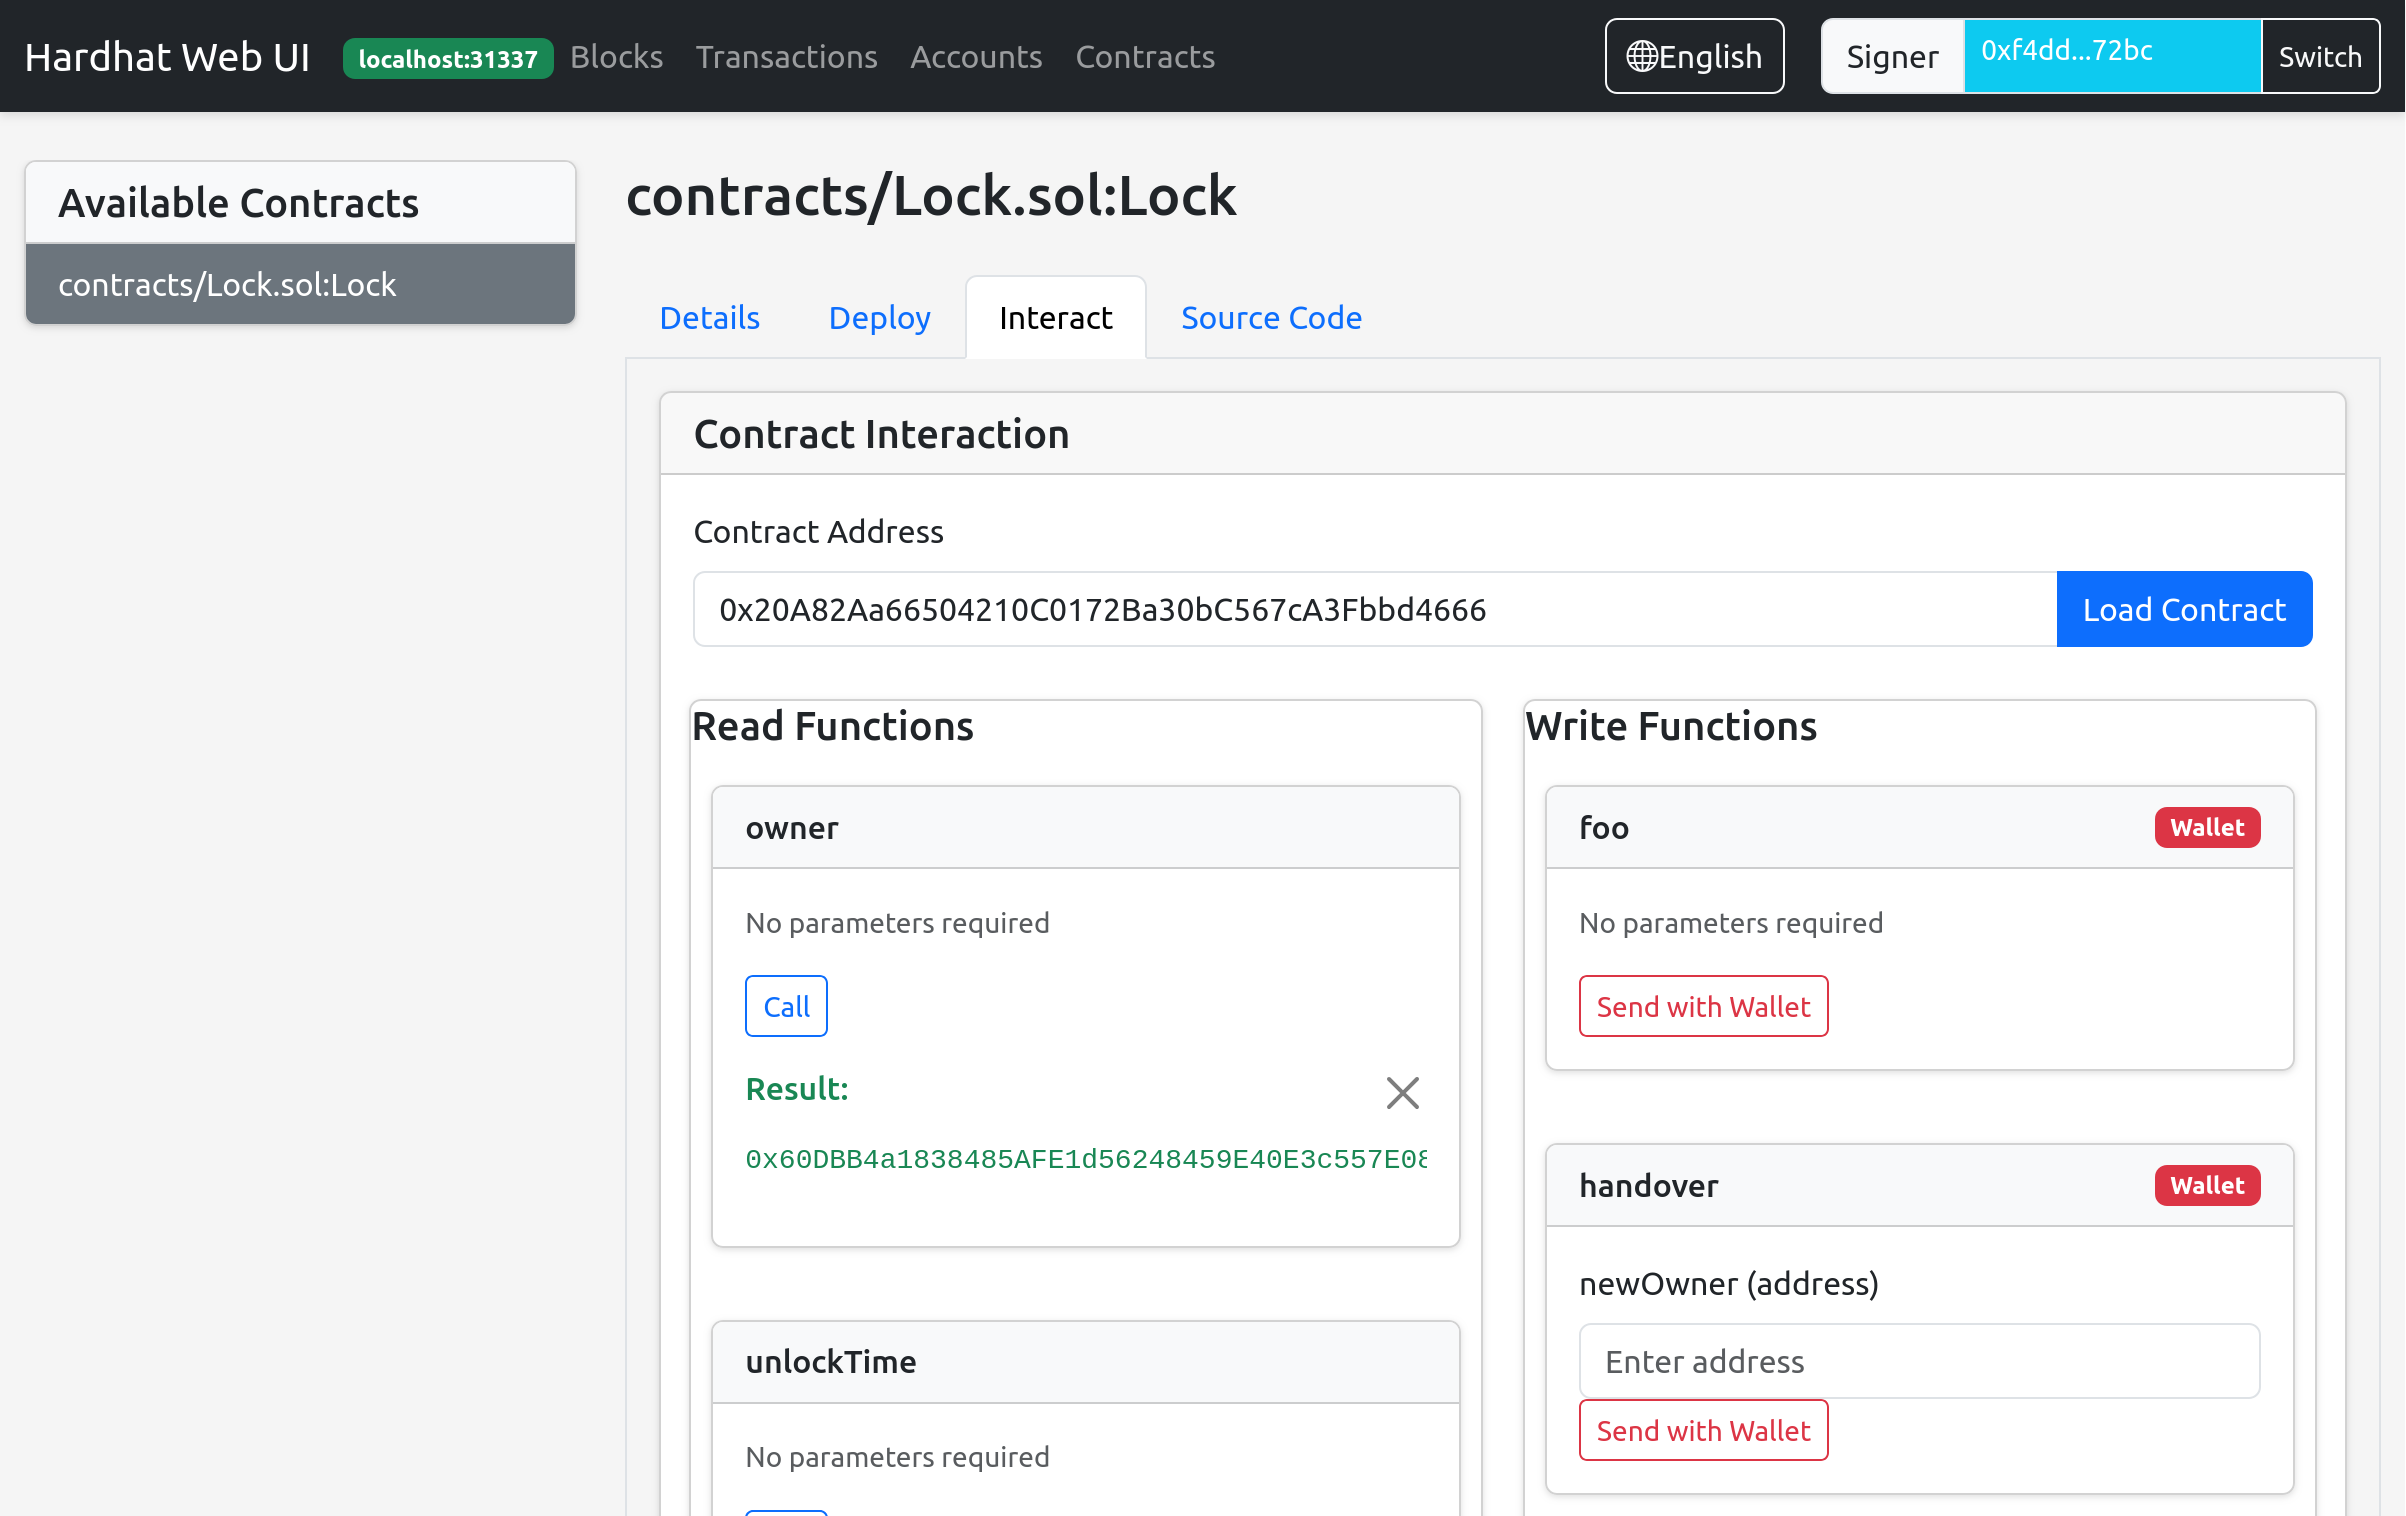 Hardhat Web UI localhost:31337 Blocks Transactions Accounts Contracts English Signer 0xf4dd...72bc Switch
Available Contracts
contracts/Lock.sol:Lock
contracts/Lock.sol:Lock
Details Deploy Interact Source Code
Contract Interaction
Contract Address
0x20A82Aa66504210C0172Ba30bC567cA3Fbbd4666 Load Contract
Read Functions
owner
No parameters required
Call
Result:
0x60DBB4a1838485AFE1d56248459E40E3c557E08
unlockTime
No parameters required
Write Functions
foo Wallet
No parameters required
Send with Wallet
handover Wallet
newOwner (address)
Enter address
Send with Wallet